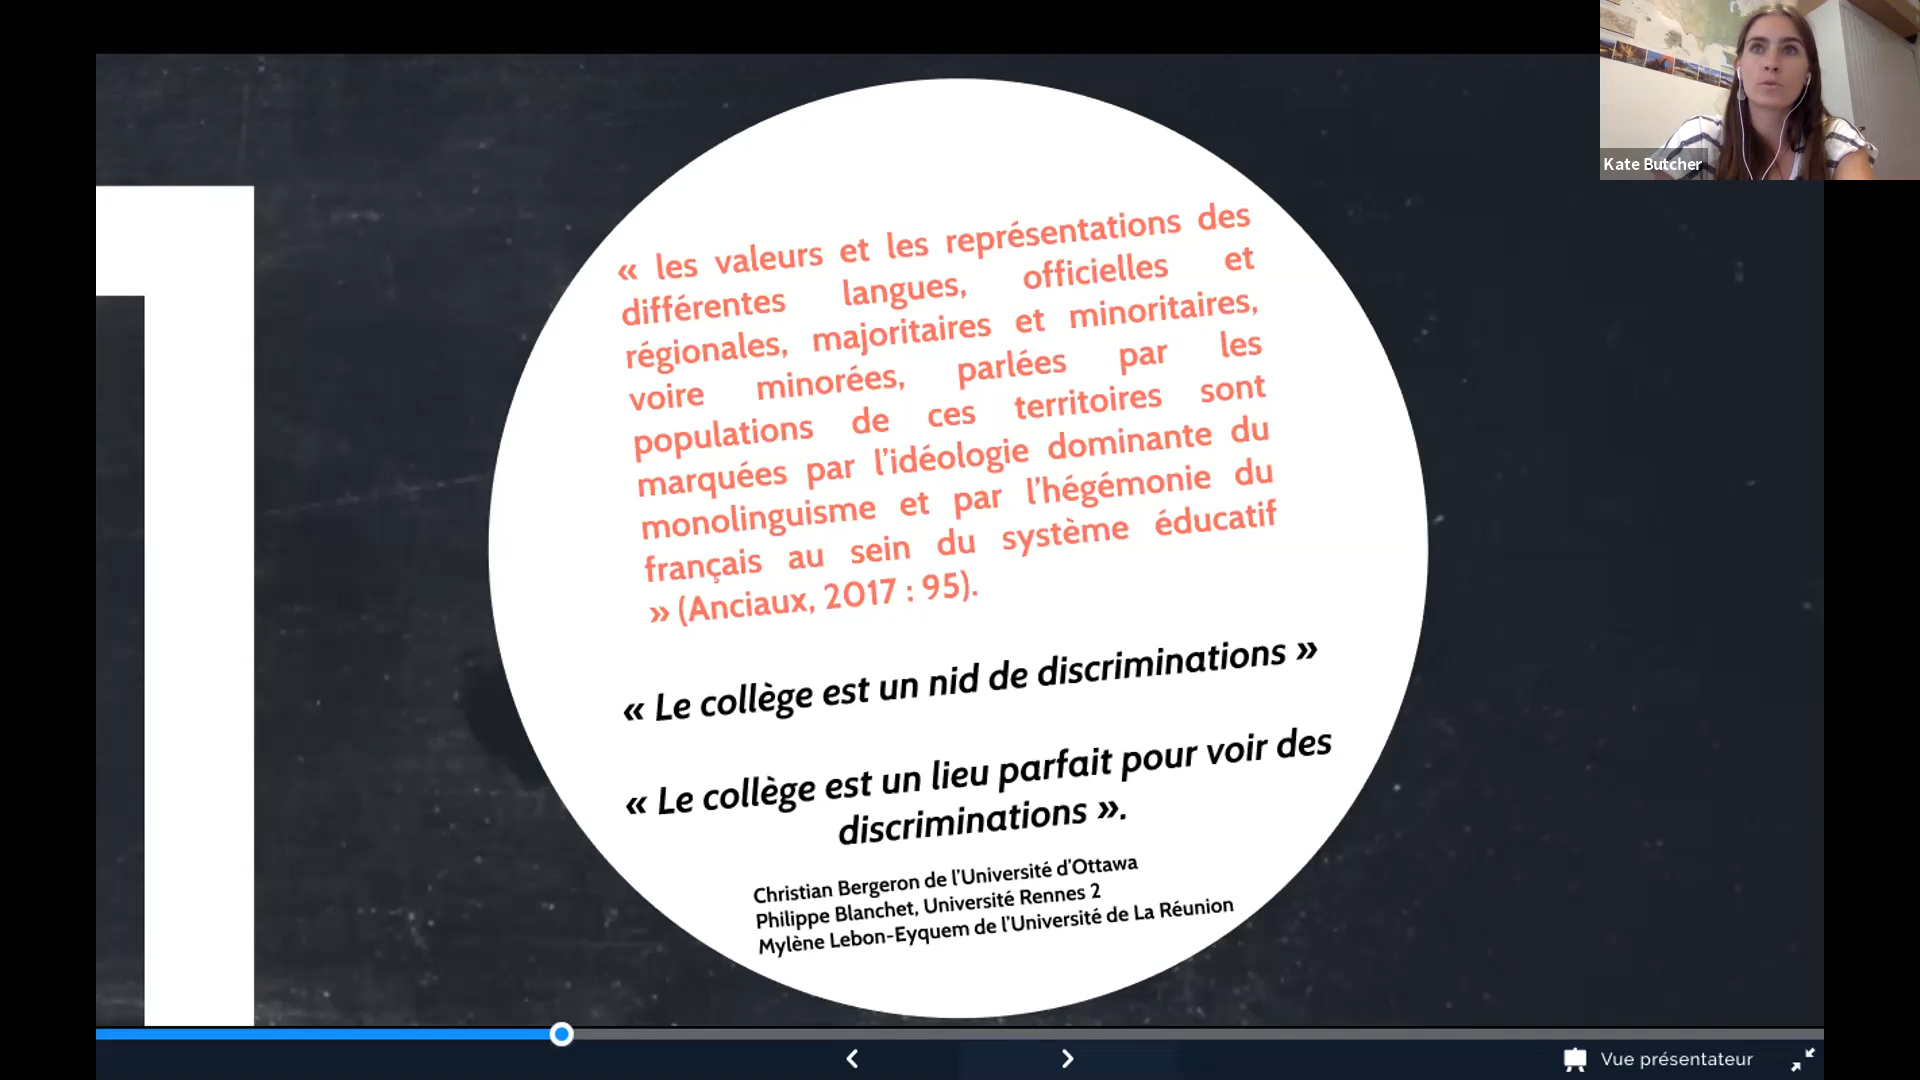 « les valeurs et les représentations des
différentes langues, officielles et
régionales, majoritaires et minoritaires,
voire minorées, parlées par les
populations de ces territoires sont
marquées par l'idéologie dominante du
monolinguisme et par l'hégémonie du
français au sein du système éducatif
» (Anciaux, 2017 : 95).
« Le collège est un nid de discriminations »
« Le collège est un lieu parfait pour voir des
discriminations ».
Christian Bergeron de l'Université d'Ottawa
Philippe Blanchet, Université Rennes 2
Mylène Lebon-Eyquem de l'Université de La Réunion
Kate Butcher
Vue présentateur